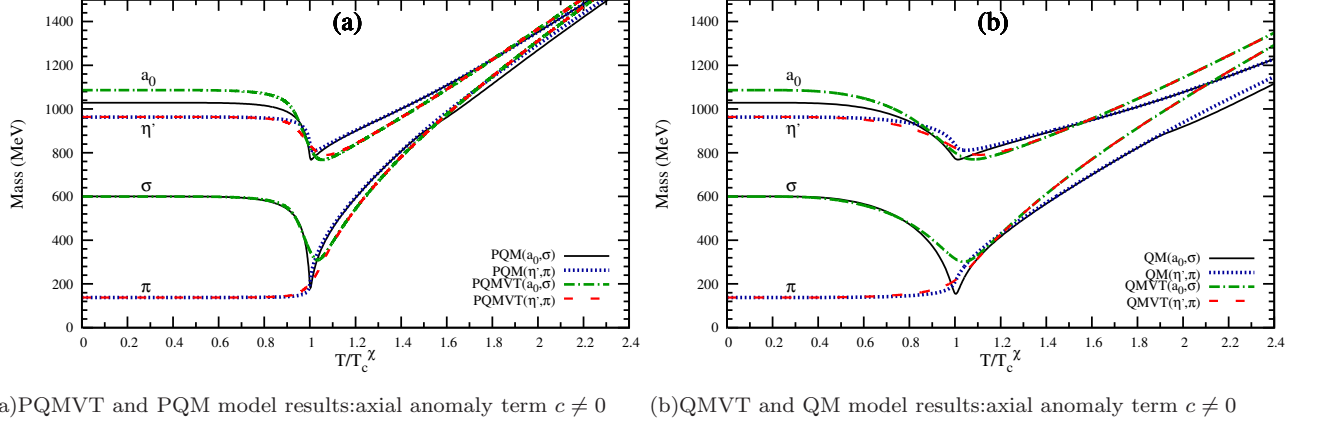 (a)
1400
1200
1000
800
600
400
200
0
Mass (MeV)
a0
η'
σ
π
PQM(a0,σ)
PQM(η',π)
PQMVT(a0,σ)
PQMVT(η',π)
0 0.2 0.4 0.6 0.8 1 1.2 1.4 1.6 1.8 2 2.2 2.4
T/Tcχ
(b)
1400
1200
1000
800
600
400
200
0
Mass (MeV)
a0
η'
σ
π
QM(a0,σ)
QM(η',π)
QMVT(a0,σ)
QMVT(η',π)
0 0.2 0.4 0.6 0.8 1 1.2 1.4 1.6 1.8 2 2.2 2.4
T/Tcχ
a)PQMVT and PQM model results:axial anomaly term c ≠ 0
(b)QMVT and QM model results:axial anomaly term c ≠ 0